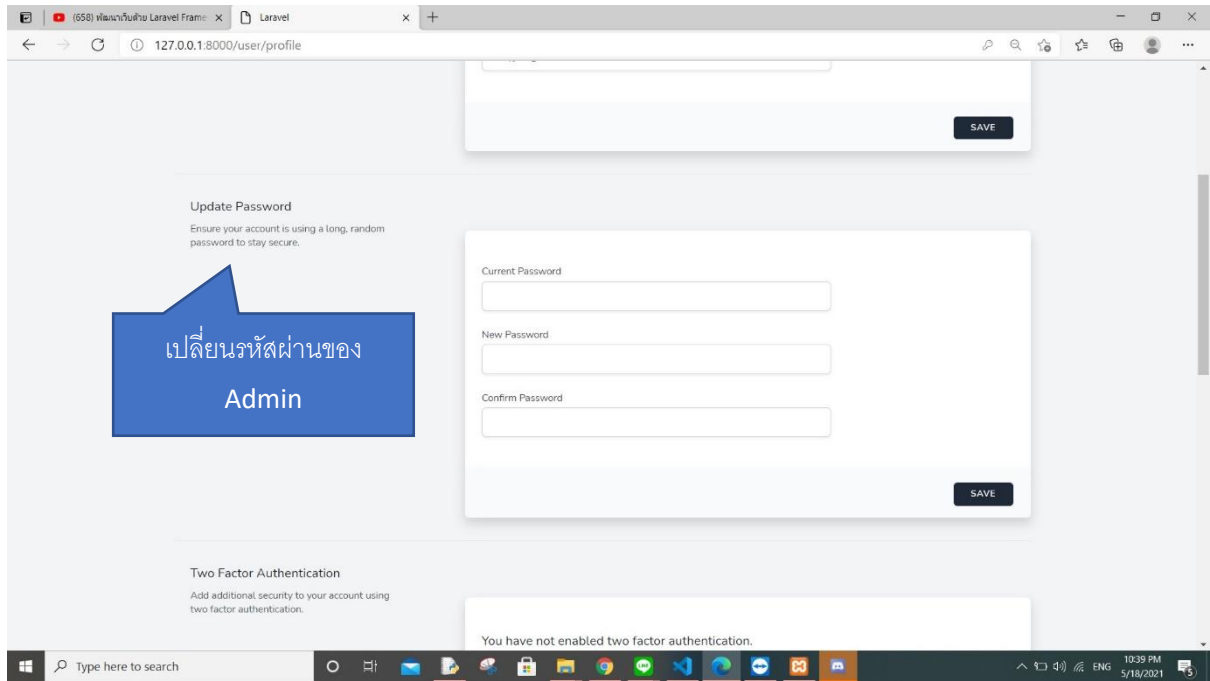 (658) พัฒนาเว็บด้วย Laravel Frame
Laravel
127.0.0.1:8000/user/profile
SAVE
Update Password
Ensure your account is using a long, random
password to stay secure.
Current Password
New Password
Confirm Password
เปลี่ยนรหัสผ่านของ
Admin
SAVE
Two Factor Authentication
Add additional security to your account using
two factor authentication.
You have not enabled two factor authentication.
Type here to search
ENG
10:39 PM
5/18/2021
5